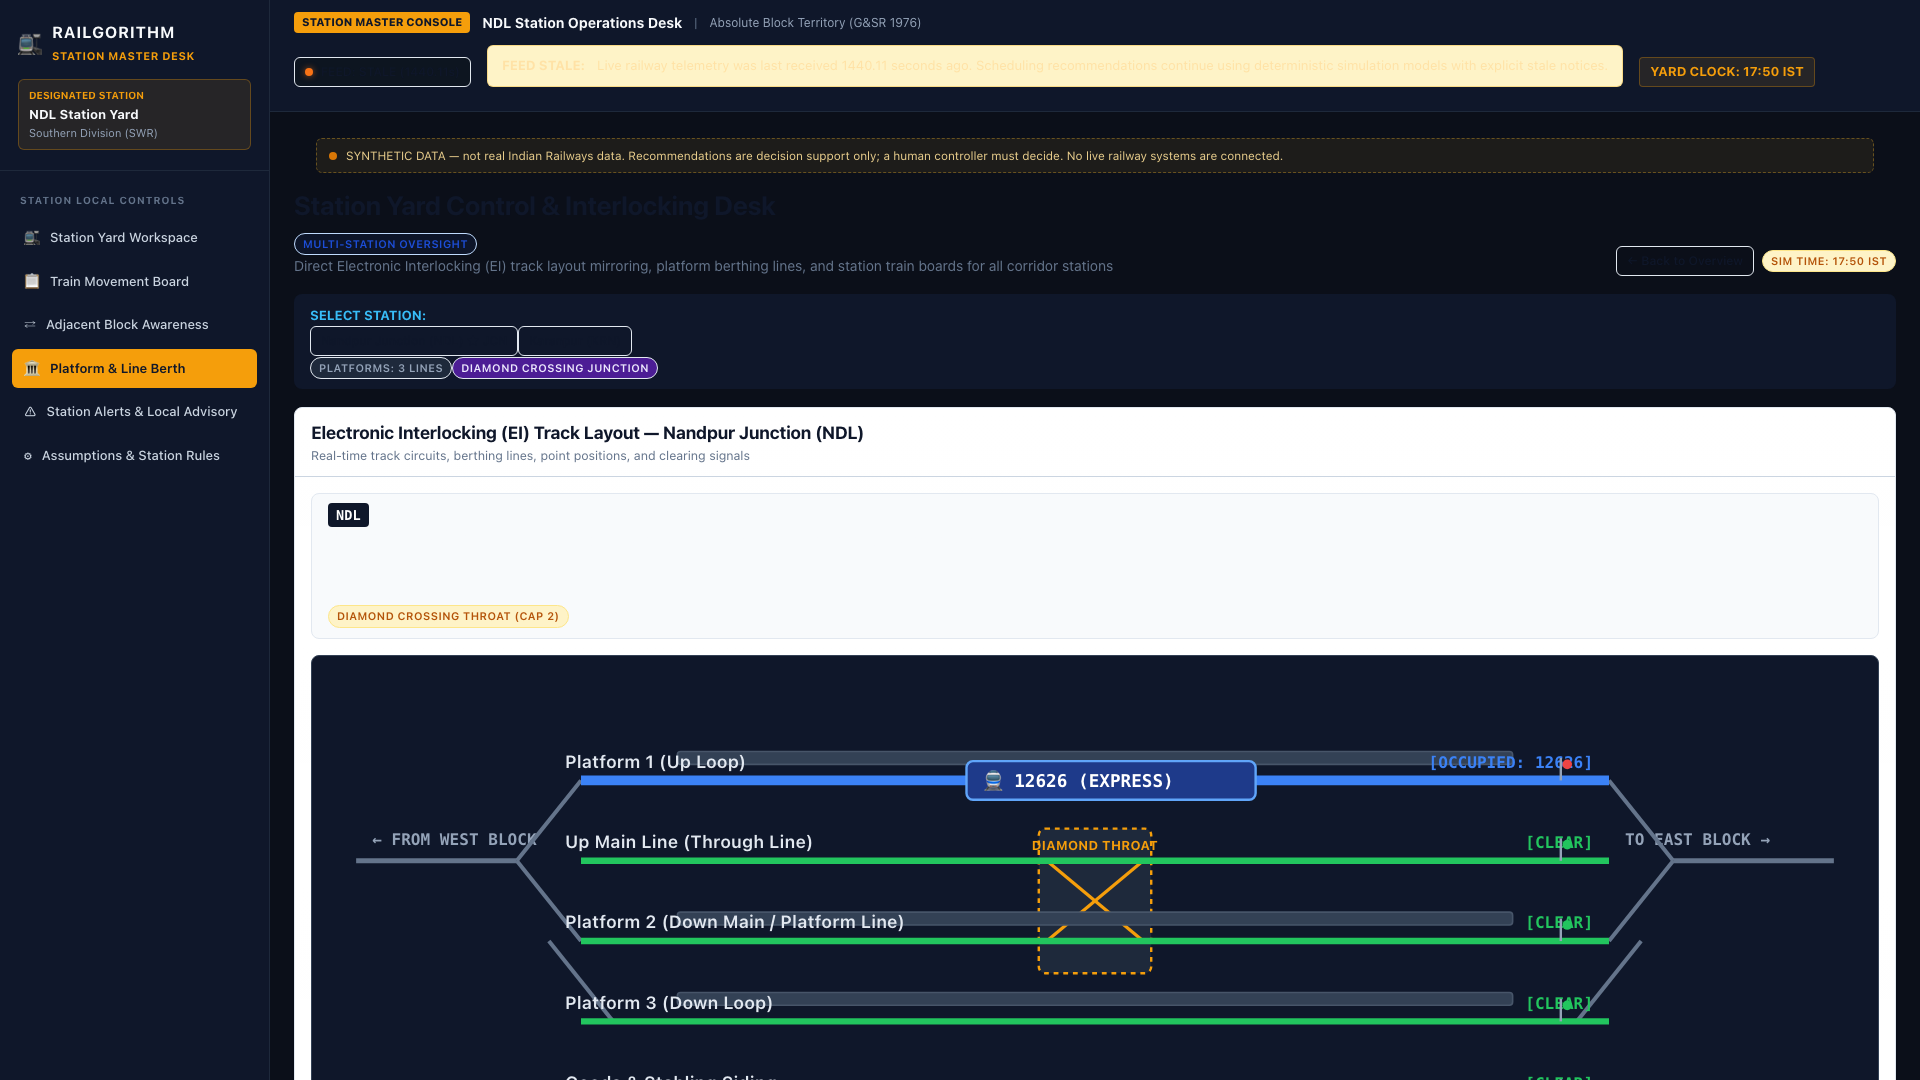 RAILGORITHM
STATION MASTER DESK
DESIGNATED STATION
NDL Station Yard
Southern Division (SWR)
STATION LOCAL CONTROLS
Station Yard Workspace
Train Movement Board
Adjacent Block Awareness
Platform & Line Berth
Station Alerts & Local Advisory
Assumptions & Station Rules
STATION MASTER CONSOLE NDL Station Operations Desk | Absolute Block Territory (G&SR 1976)
FEED STALE: Live railway telemetry was last received 1440.11 seconds ago. Scheduling recommendations continue using deterministic simulation models with explicit stale notices.
YARD CLOCK: 17:50 IST
SYNTHETIC DATA — not real Indian Railways data. Recommendations are decision support only; a human controller must decide. No live railway systems are connected.
Station Yard Control & Interlocking Desk
MULTI-STATION OVERSIGHT
Direct Electronic Interlocking (EI) track layout mirroring, platform berthing lines, and station train boards for all corridor stations
SIM TIME: 17:50 IST
SELECT STATION:
PLATFORMS: 3 LINES DIAMOND CROSSING JUNCTION
Electronic Interlocking (EI) Track Layout — Nandpur Junction (NDL)
Real-time track circuits, berthing lines, point positions, and clearing signals
NDL
DIAMOND CROSSING THROAT (CAP 2)
Platform 1 (Up Loop) [OCCUPIED: 12626]
12626 (EXPRESS)
← FROM WEST BLOCK Up Main Line (Through Line) [CLEAR] TO EAST BLOCK →
DIAMOND THROAT
Platform 2 (Down Main / Platform Line) [CLEAR]
Platform 3 (Down Loop) [CLEAR]
Goods & Stabling Siding [CLEAR]